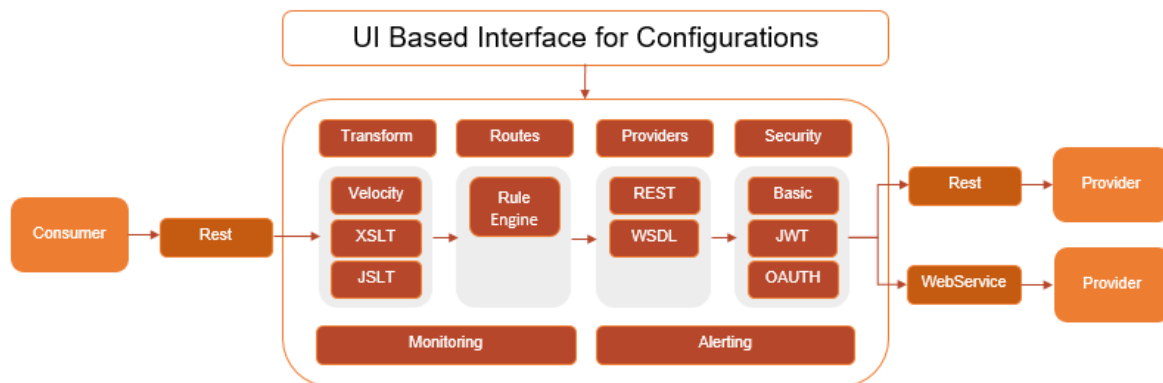 UI Based Interface for Configurations
Transform
Routes
Providers
Security
Velocity
XSLT
JSLT
Rule
Engine
REST
WSDL
Basic
JWT
OAUTH
Consumer
Rest
Rest
Provider
WebService
Provider
Monitoring
Alerting